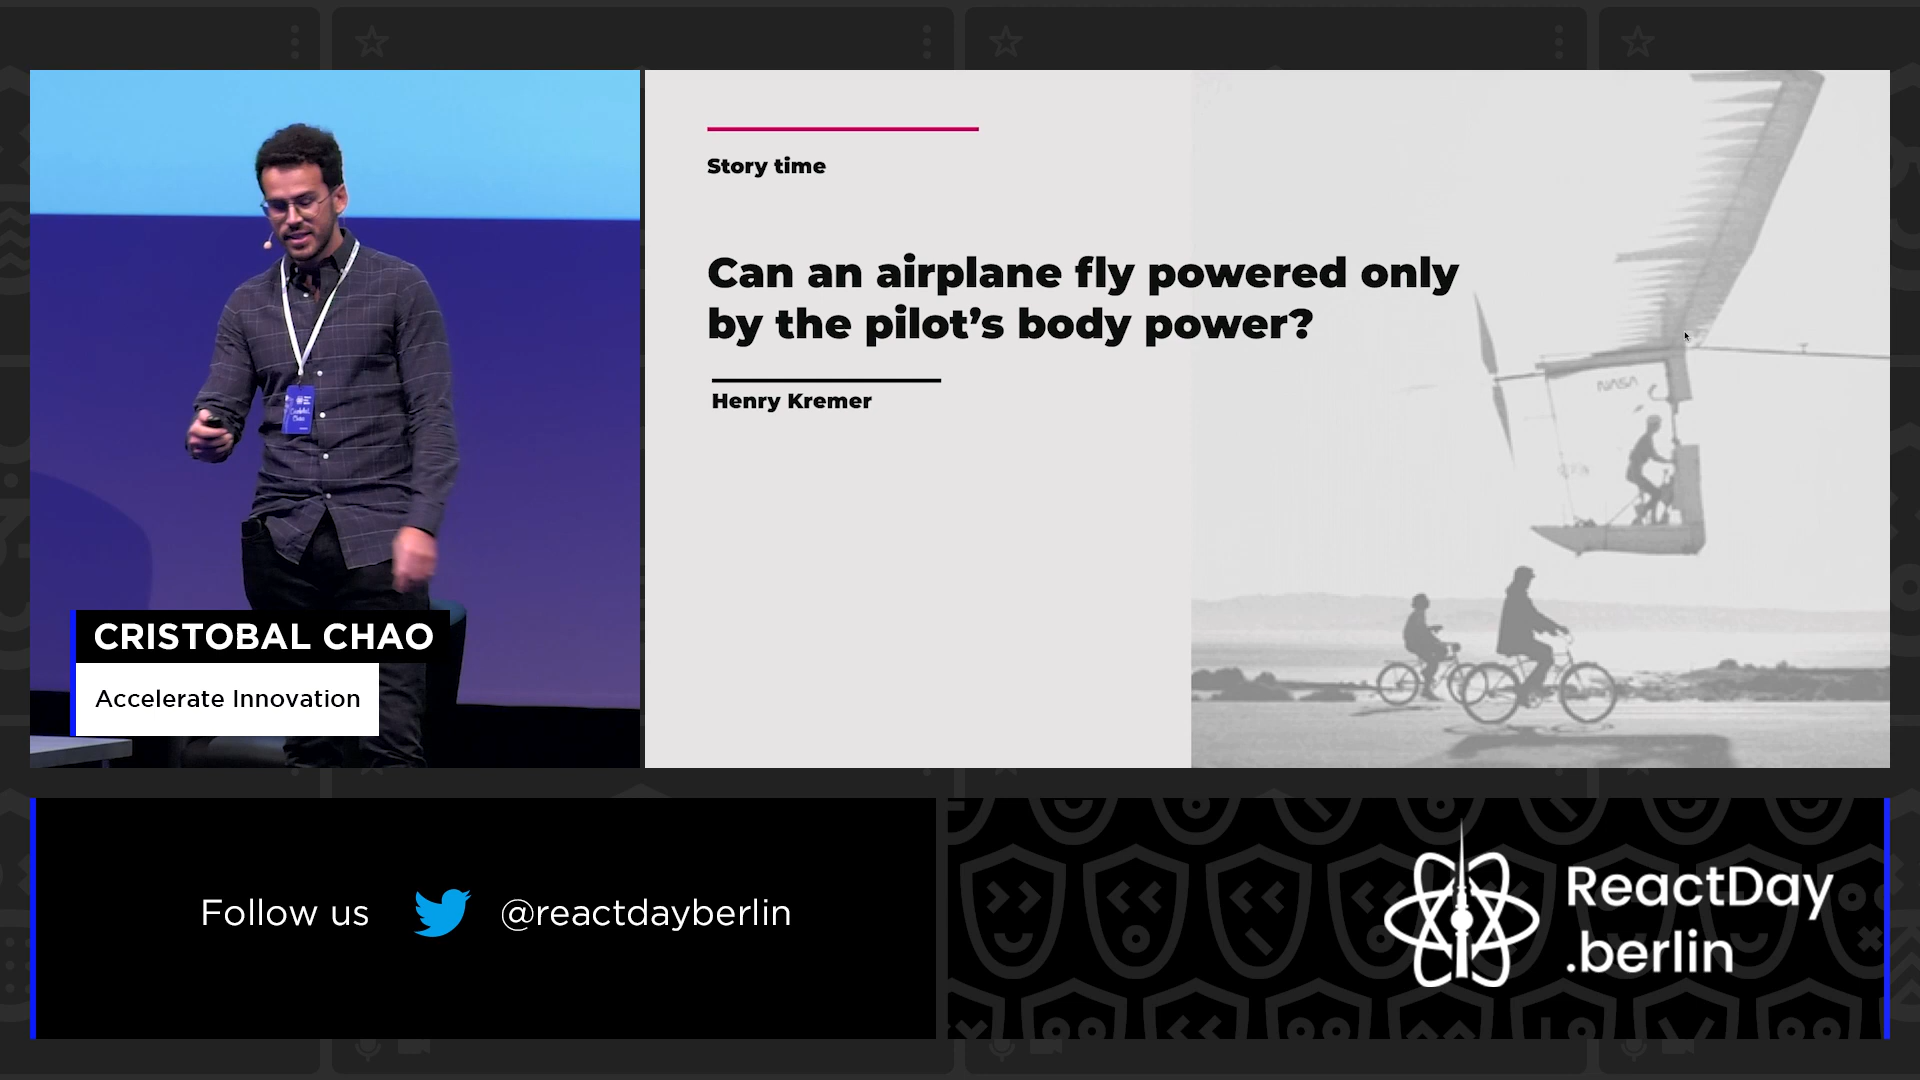 Story time
Can an airplane fly powered only
by the pilot’s body power?
Henry Kremer
NASA
CRISTOBAL CHAO
Accelerate Innovation
Follow us
@reactdayberlin
ReactDay
.berlin